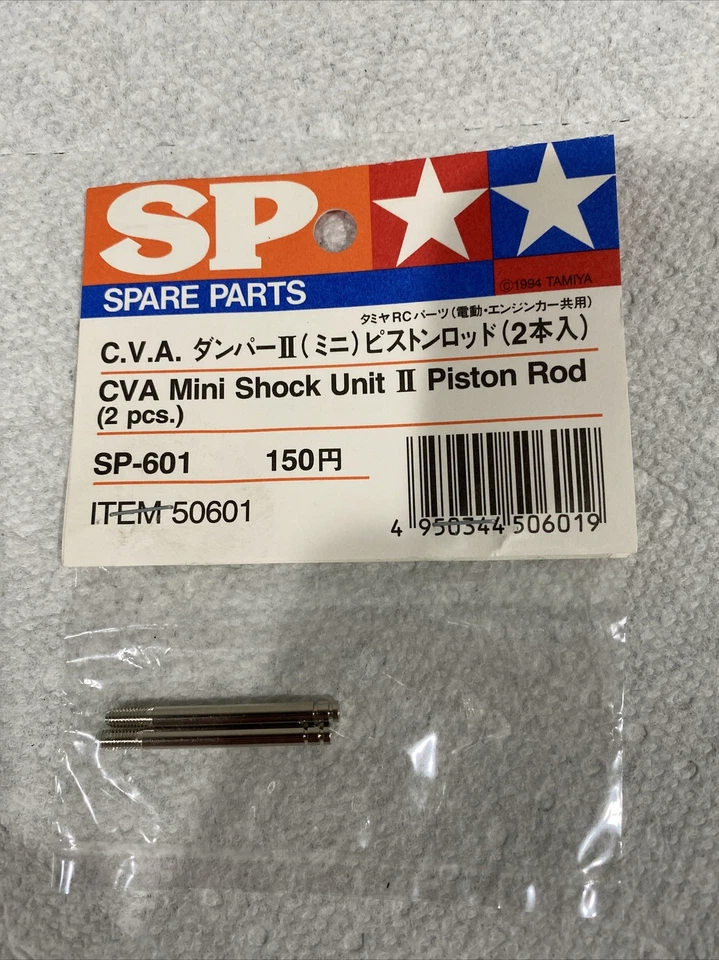 SP
SPARE PARTS
©1994 TAMIYA
タミヤRCパーツ(電動・エンジンカー共用)
C.V.A. ダンパーⅡ(ミニ)ピストンロッド(2本入)
CVA Mini Shock Unit Ⅱ Piston Rod
(2 pcs.)
SP-601 150円
ITEM 50601
4 950344 506019